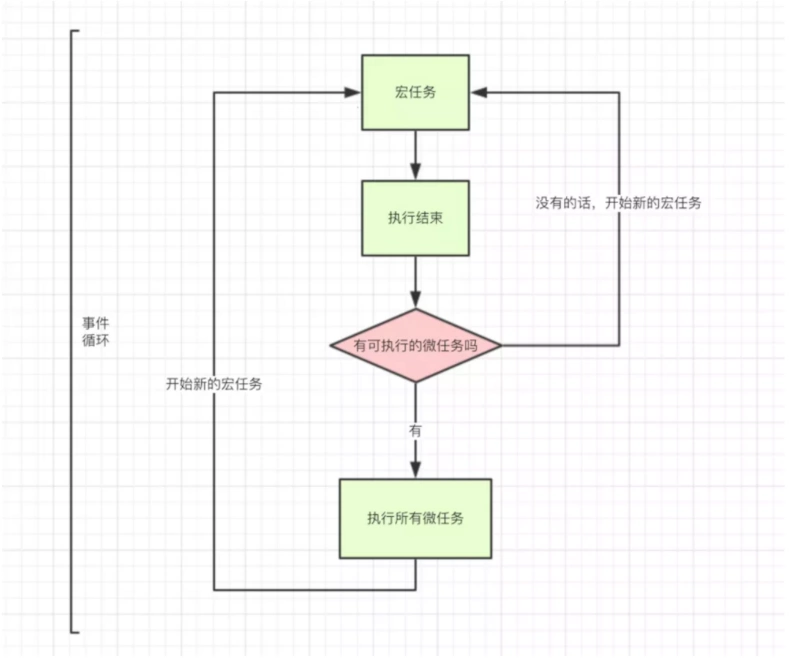 宏任务
执行结束
没有的话，开始新的宏任务
事件
循环
有可执行的微任务吗
开始新的宏任务
有
执行所有微任务